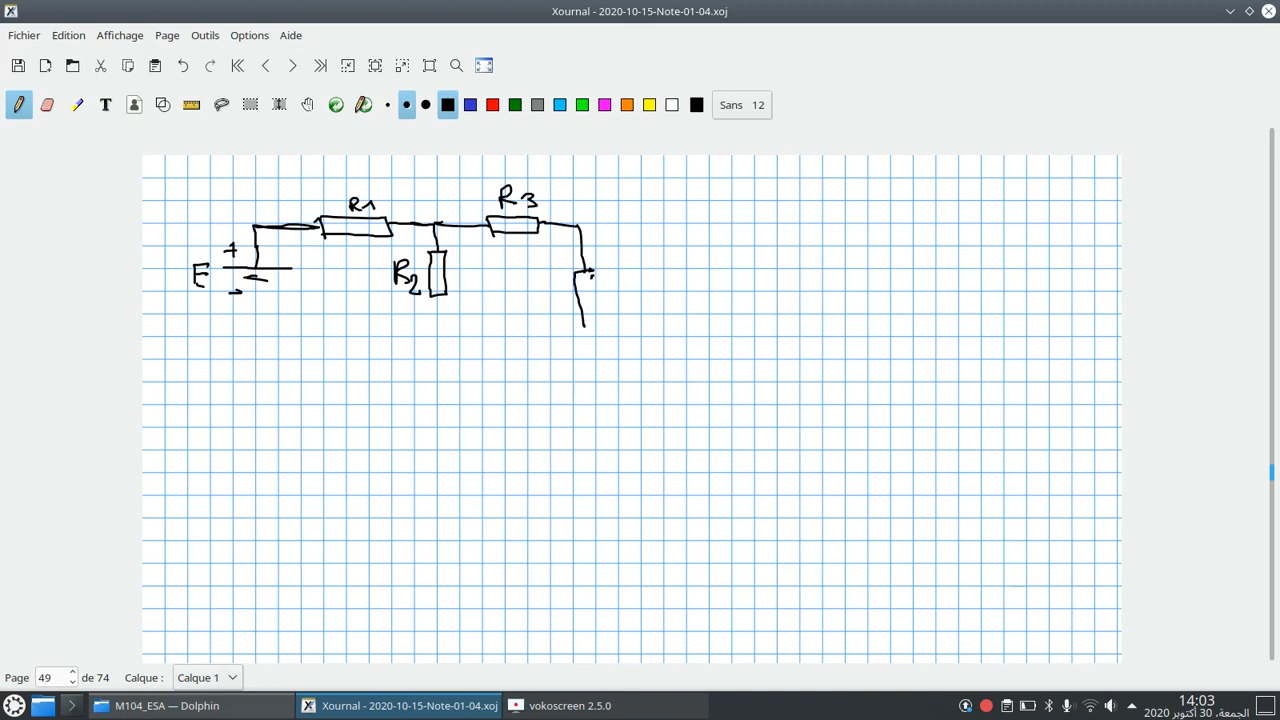 Xournal - 2020-10-15-Note-01-04.xoj
Fichier Edition Affichage Page Outils Options Aide
T Sans 12
R1 R3
+
E R2
-
Page 49 de 74 Calque : Calque 1
M104_ESA — Dolphin Xournal - 2020-10-15-Note-01-04.xoj vokoscreen 2.5.0
14:03
الجمعة، 30 أكتوبر 2020